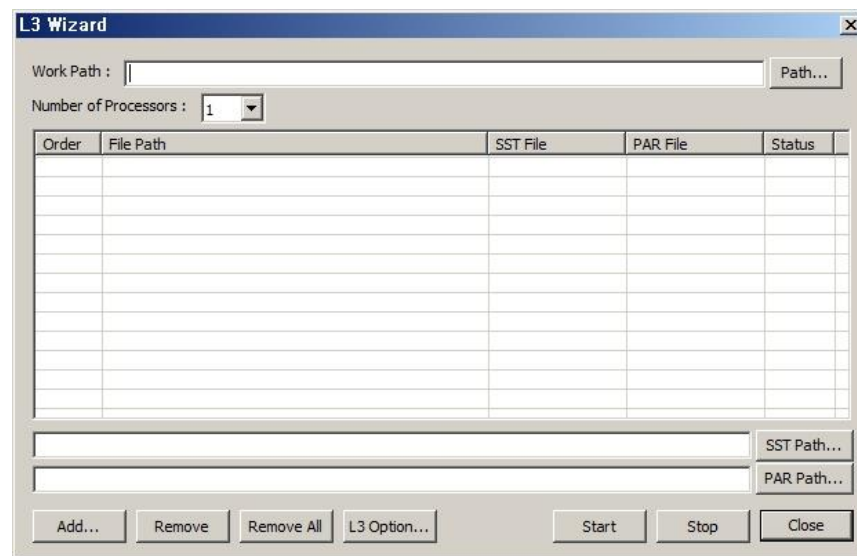 L3 Wizard
Work Path :
Path...
Number of Processors : 1
Order File Path SST File PAR File Status
SST Path...
PAR Path...
Add... Remove Remove All L3 Option... Start Stop Close